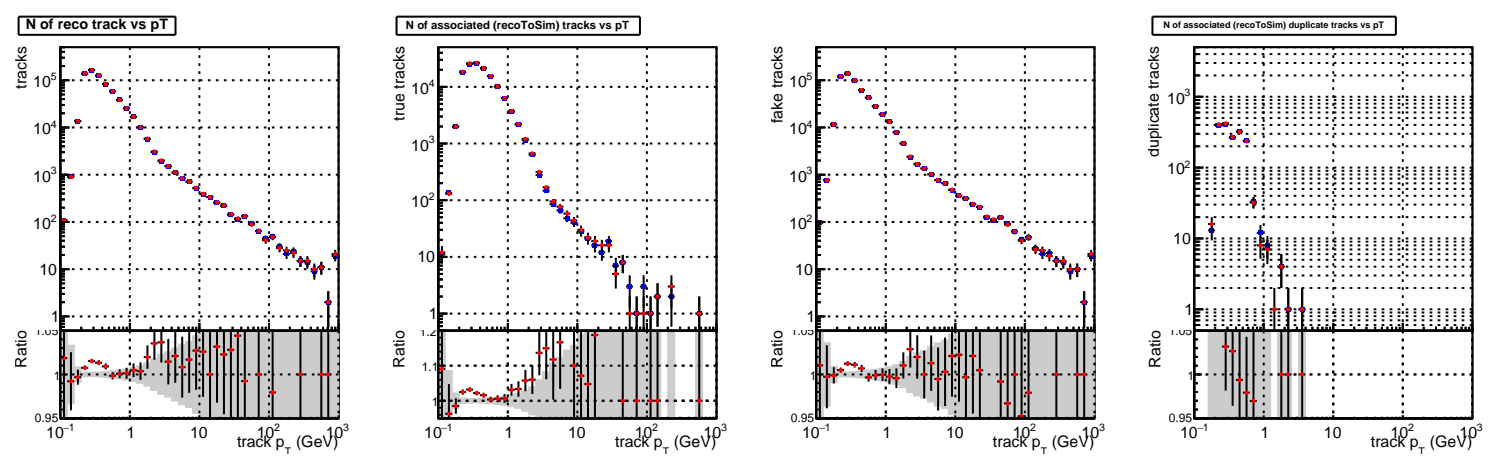 N of reco track vs pT
tracks
10^5
10^4
10^3
10^2
10
1
Ratio
1.05
1
0.95
10^-1 1 10 10^2 10^3
track p_T (GeV)
N of associated (recoToSim) tracks vs pT
true tracks
10^4
10^3
10^2
10
1
Ratio
1.2
1.1
1
10^-1 1 10 10^2 10^3
track p_T (GeV)
fake tracks
10^5
10^4
10^3
10^2
10
1
Ratio
1.05
1
0.95
10^-1 1 10 10^2 10^3
track p_T (GeV)
N of associated (recoToSim) duplicate tracks vs pT
duplicate tracks
10^3
10^2
10
1
Ratio
1.05
1
0.95
10^-1 1 10 10^2 10^3
track p_T (GeV)